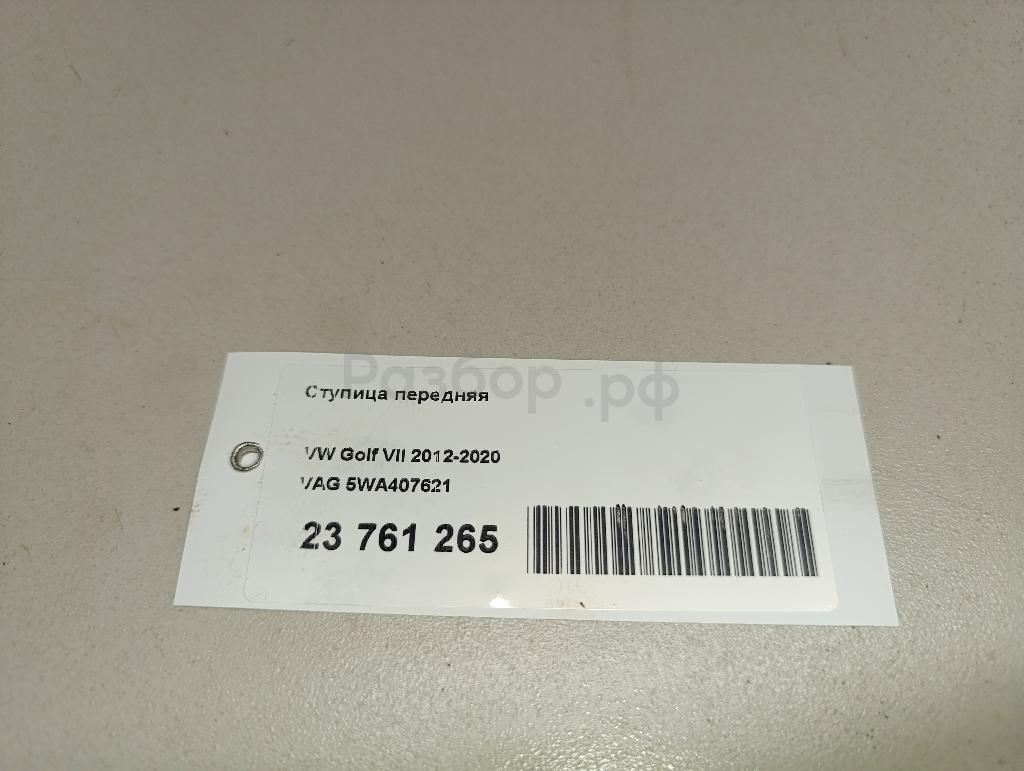 Разбор.рф
Ступица передняя
VW Golf VII 2012-2020
VAG 5WA407621
23 761 265